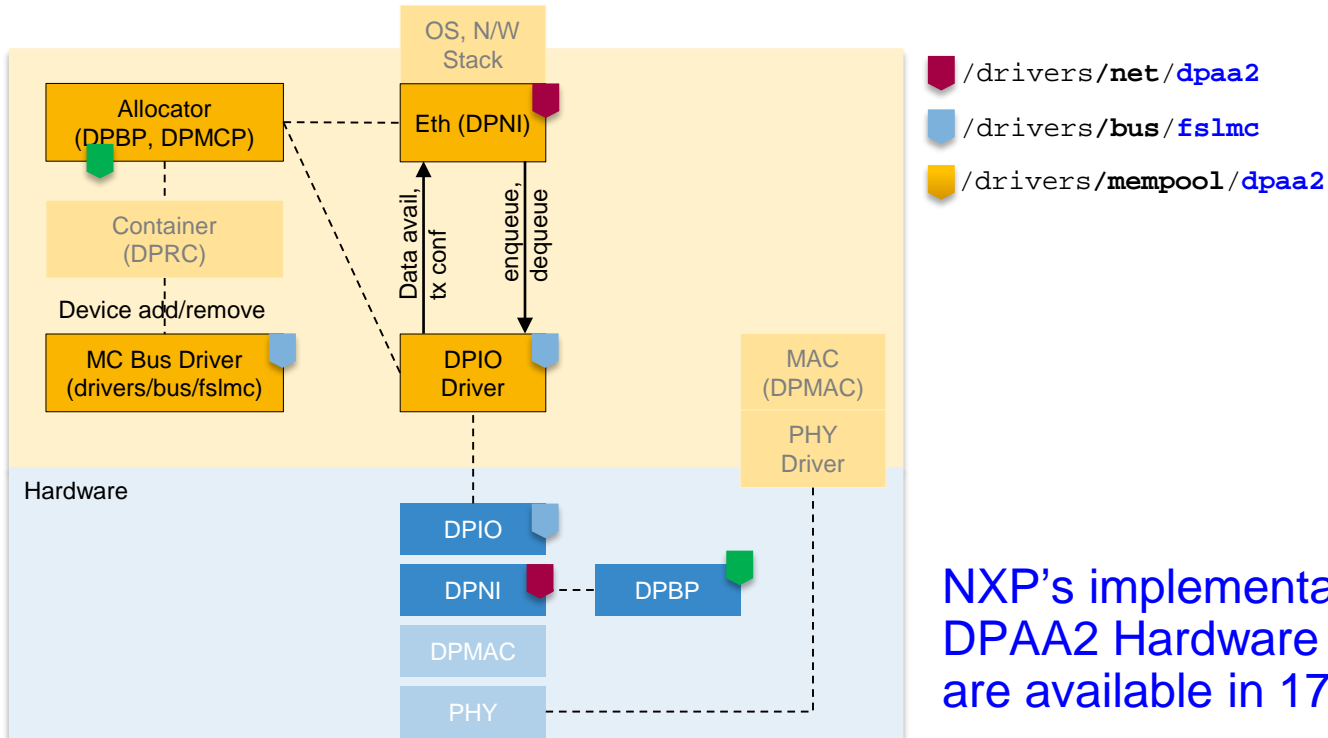 OS, N/W
Stack
Allocator
(DPBP, DPMCP)
Eth (DPNI)
Container
(DPRC)
Data avail,
tx conf
enqueue,
dequeue
Device add/remove
MC Bus Driver
(drivers/bus/fslmc)
DPIO
Driver
MAC
(DPMAC)
PHY
Driver
Hardware
DPIO
DPNI
DPBP
DPMAC
PHY
/drivers/net/dpaa2
/drivers/bus/fslmc
/drivers/mempool/dpaa2
NXP's
DPAA2 Hardware
are available in